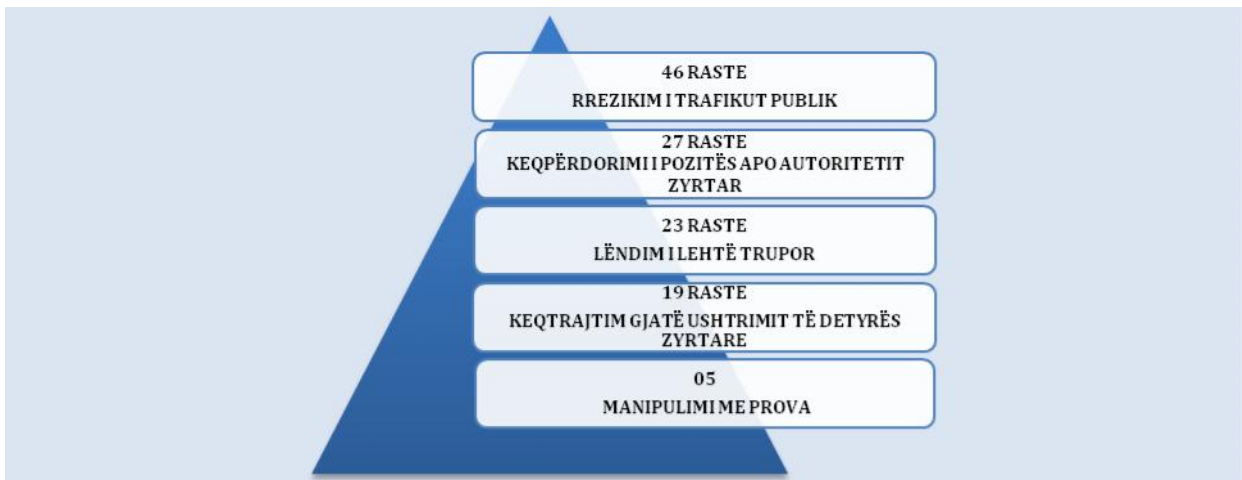 46 RASTE
RREZIKIM I TRAFIKUT PUBLIK
27 RASTE
KEQPËRDORIMI I POZITËS APO AUTORITETIT
ZYRTAR
23 RASTE
LËNDIM I LEHTË TRUPOR
19 RASTE
KEQTRAJTIM GJATË USHTRIMIT TË DETYRËS
ZYRTARE
05
MANIPULIMI ME PROVA